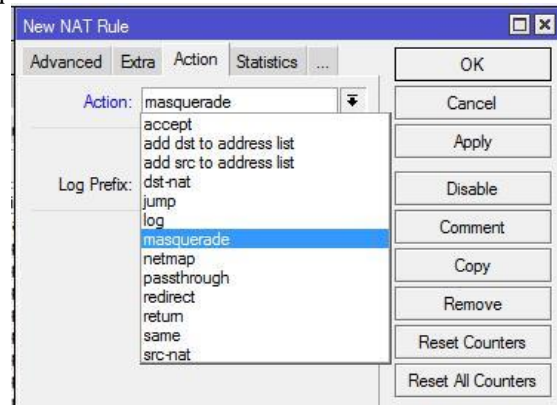 New NAT Rule
Advanced Extra Action Statistics ...
Action: masquerade
accept
add dst to address list
add src to address list
Log Prefix:
dst-nat
jump
log
masquerade
netmap
passthrough
redirect
return
same
src-nat
OK
Cancel
Apply
Disable
Comment
Copy
Remove
Reset Counters
Reset All Counters